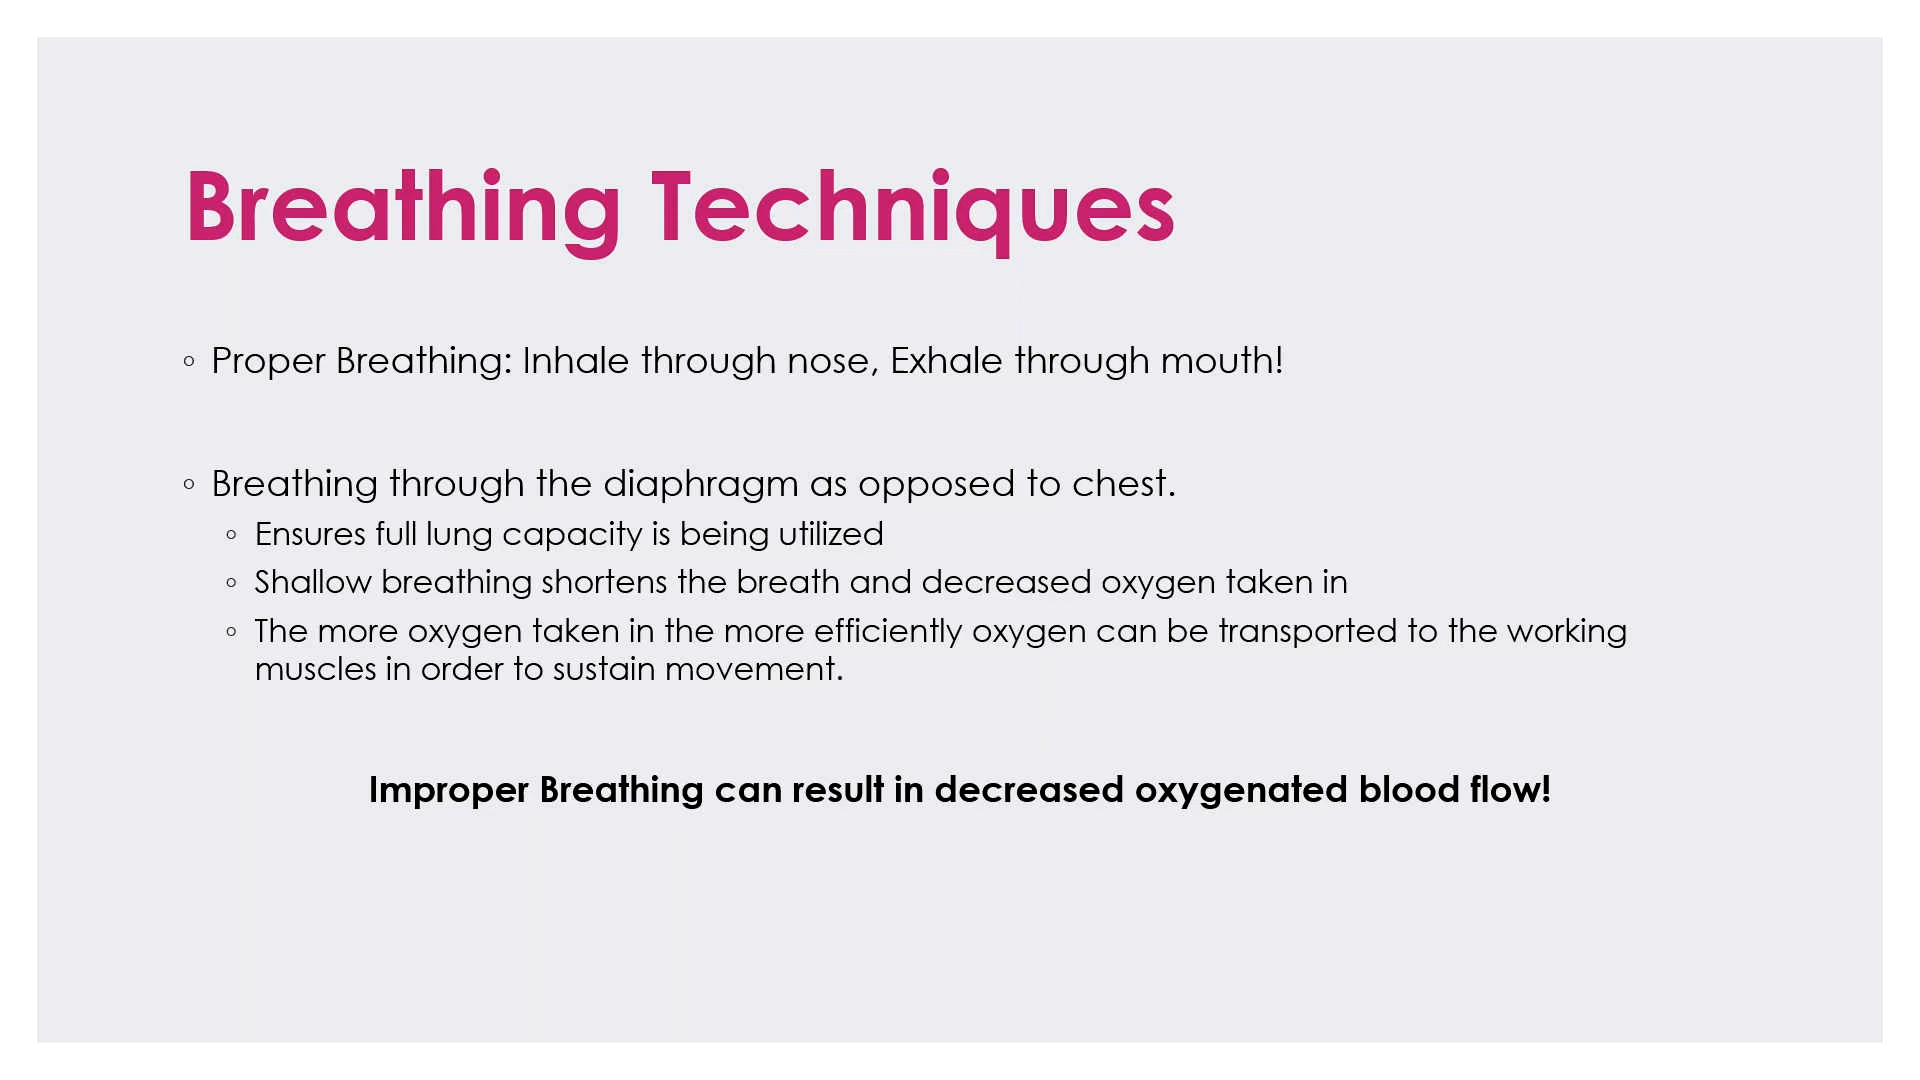 Breathing Techniques
◦ Proper Breathing: Inhale through nose, Exhale through mouth!
◦ Breathing through the diaphragm as opposed to chest.
◦ Ensures full lung capacity is being utilized
◦ Shallow breathing shortens the breath and decreased oxygen taken in
◦ The more oxygen taken in the more efficiently oxygen can be transported to the working
muscles in order to sustain movement.
Improper Breathing can result in decreased oxygenated blood flow!